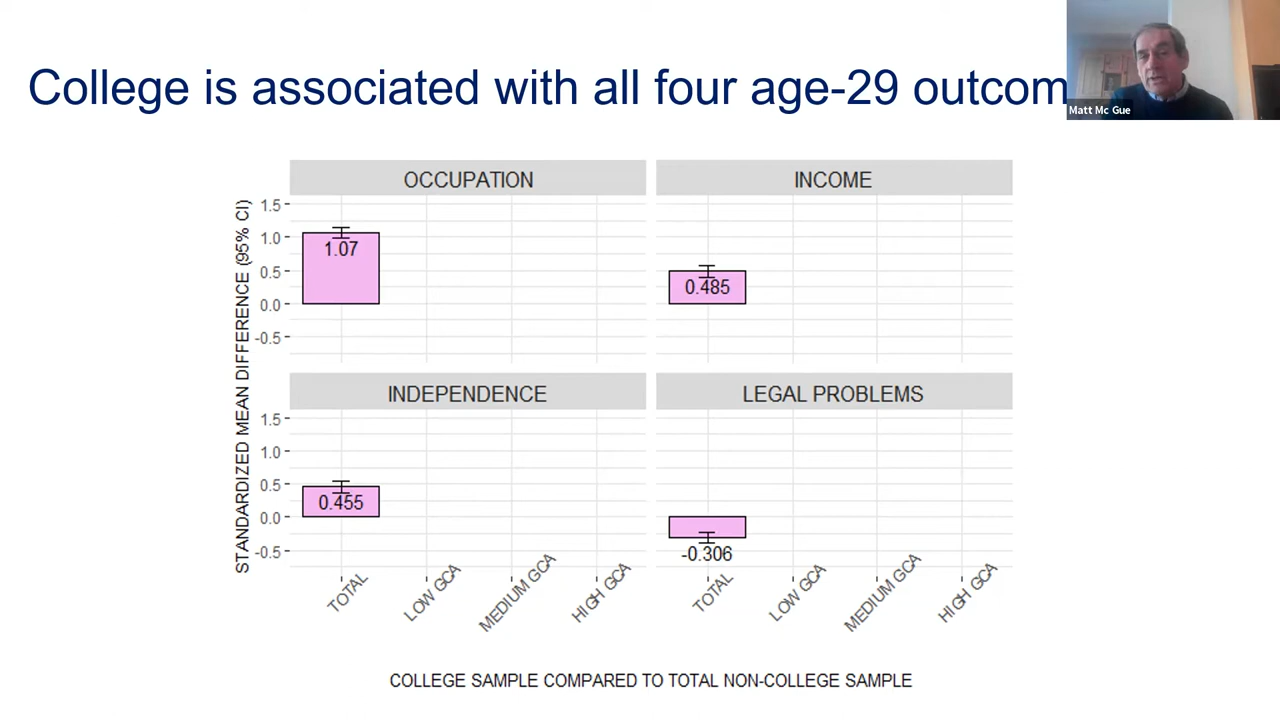 College is associated with all four age-29 outcom
Matt Mc Gue
OCCUPATION
INCOME
STANDARDIZED MEAN DIFFERENCE (95% CI)
1.5
1.0
0.5
0.0
-0.5
1.07
0.485
INDEPENDENCE
LEGAL PROBLEMS
1.5
1.0
0.5
0.0
-0.5
0.455
-0.306
TOTAL
LOW GCA
MEDIUM GCA
HIGH GCA
TOTAL
LOW GCA
MEDIUM GCA
HIGH GCA
COLLEGE SAMPLE COMPARED TO TOTAL NON-COLLEGE SAMPLE